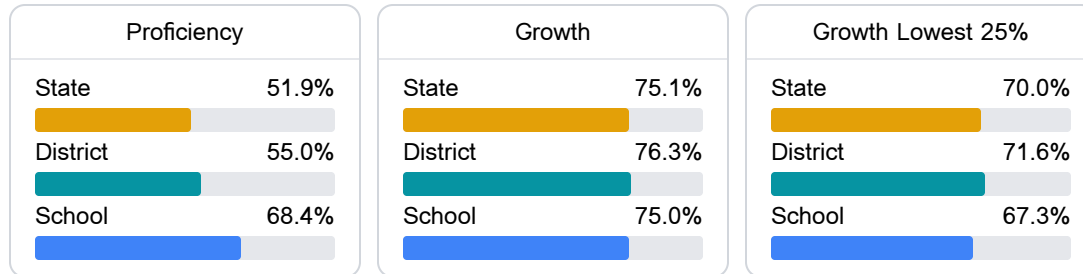 Proficiency
State 51.9%
District 55.0%
School 68.4%
Growth
State 75.1%
District 76.3%
School 75.0%
Growth Lowest 25%
State 70.0%
District 71.6%
School 67.3%